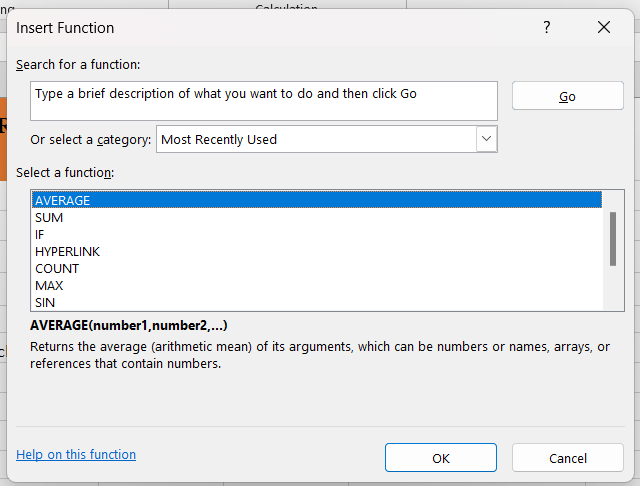 Calculation
Insert Function
?
Search for a function:
Type a brief description of what you want to do and then click Go
Go
Or select a category:
Most Recently Used
Select a function:
AVERAGE
SUM
IF
HYPERLINK
COUNT
MAX
SIN
AVERAGE(number1,number2,...)
Returns the average (arithmetic mean) of its arguments, which can be numbers or names, arrays, or
references that contain numbers.
Help on this function
OK
Cancel